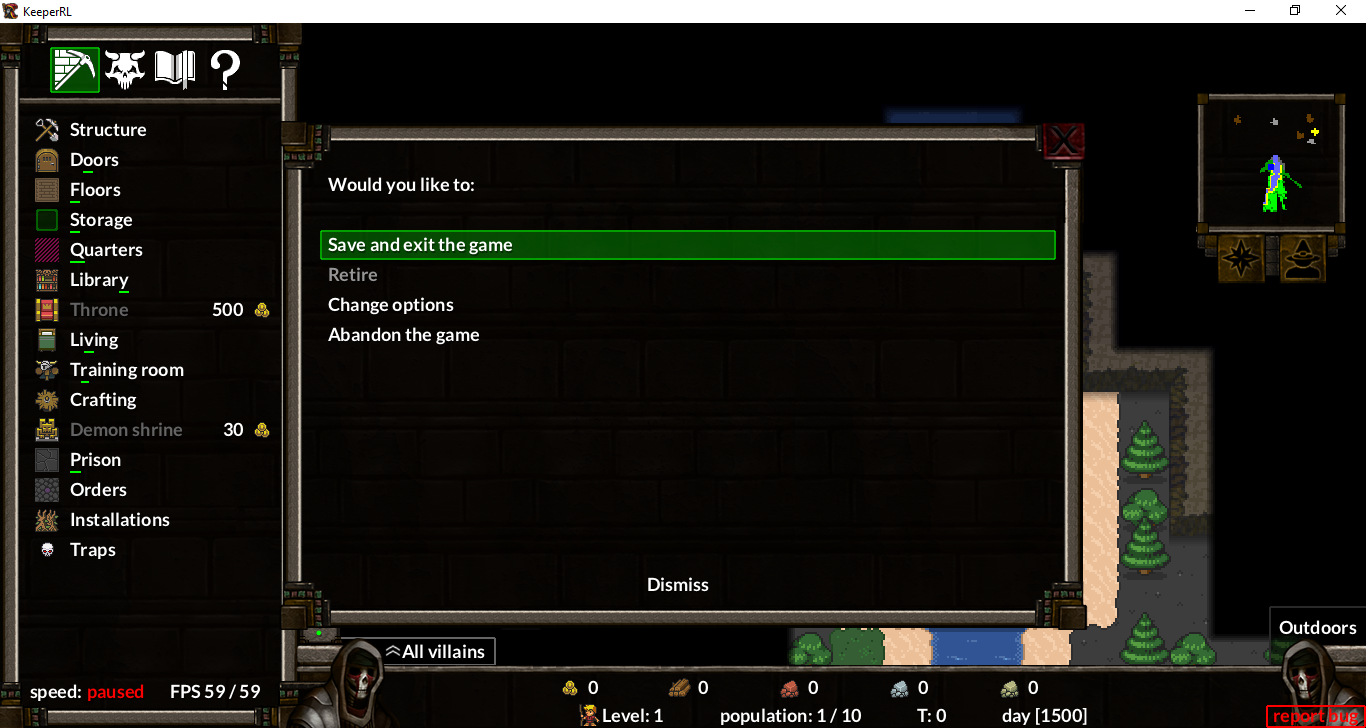 KeeperRL
Structure
Doors
Floors
Storage
Quarters
Library
Throne 500
Living
Training room
Crafting
Demon shrine 30
Prison
Orders
Installations
Traps
Would you like to:
Save and exit the game
Retire
Change options
Abandon the game
Dismiss
Outdoors
All villains
speed: paused FPS 59 / 59
0 0 0 0 0
Level: 1 population: 1 / 10 T: 0 day [1500]
report bug